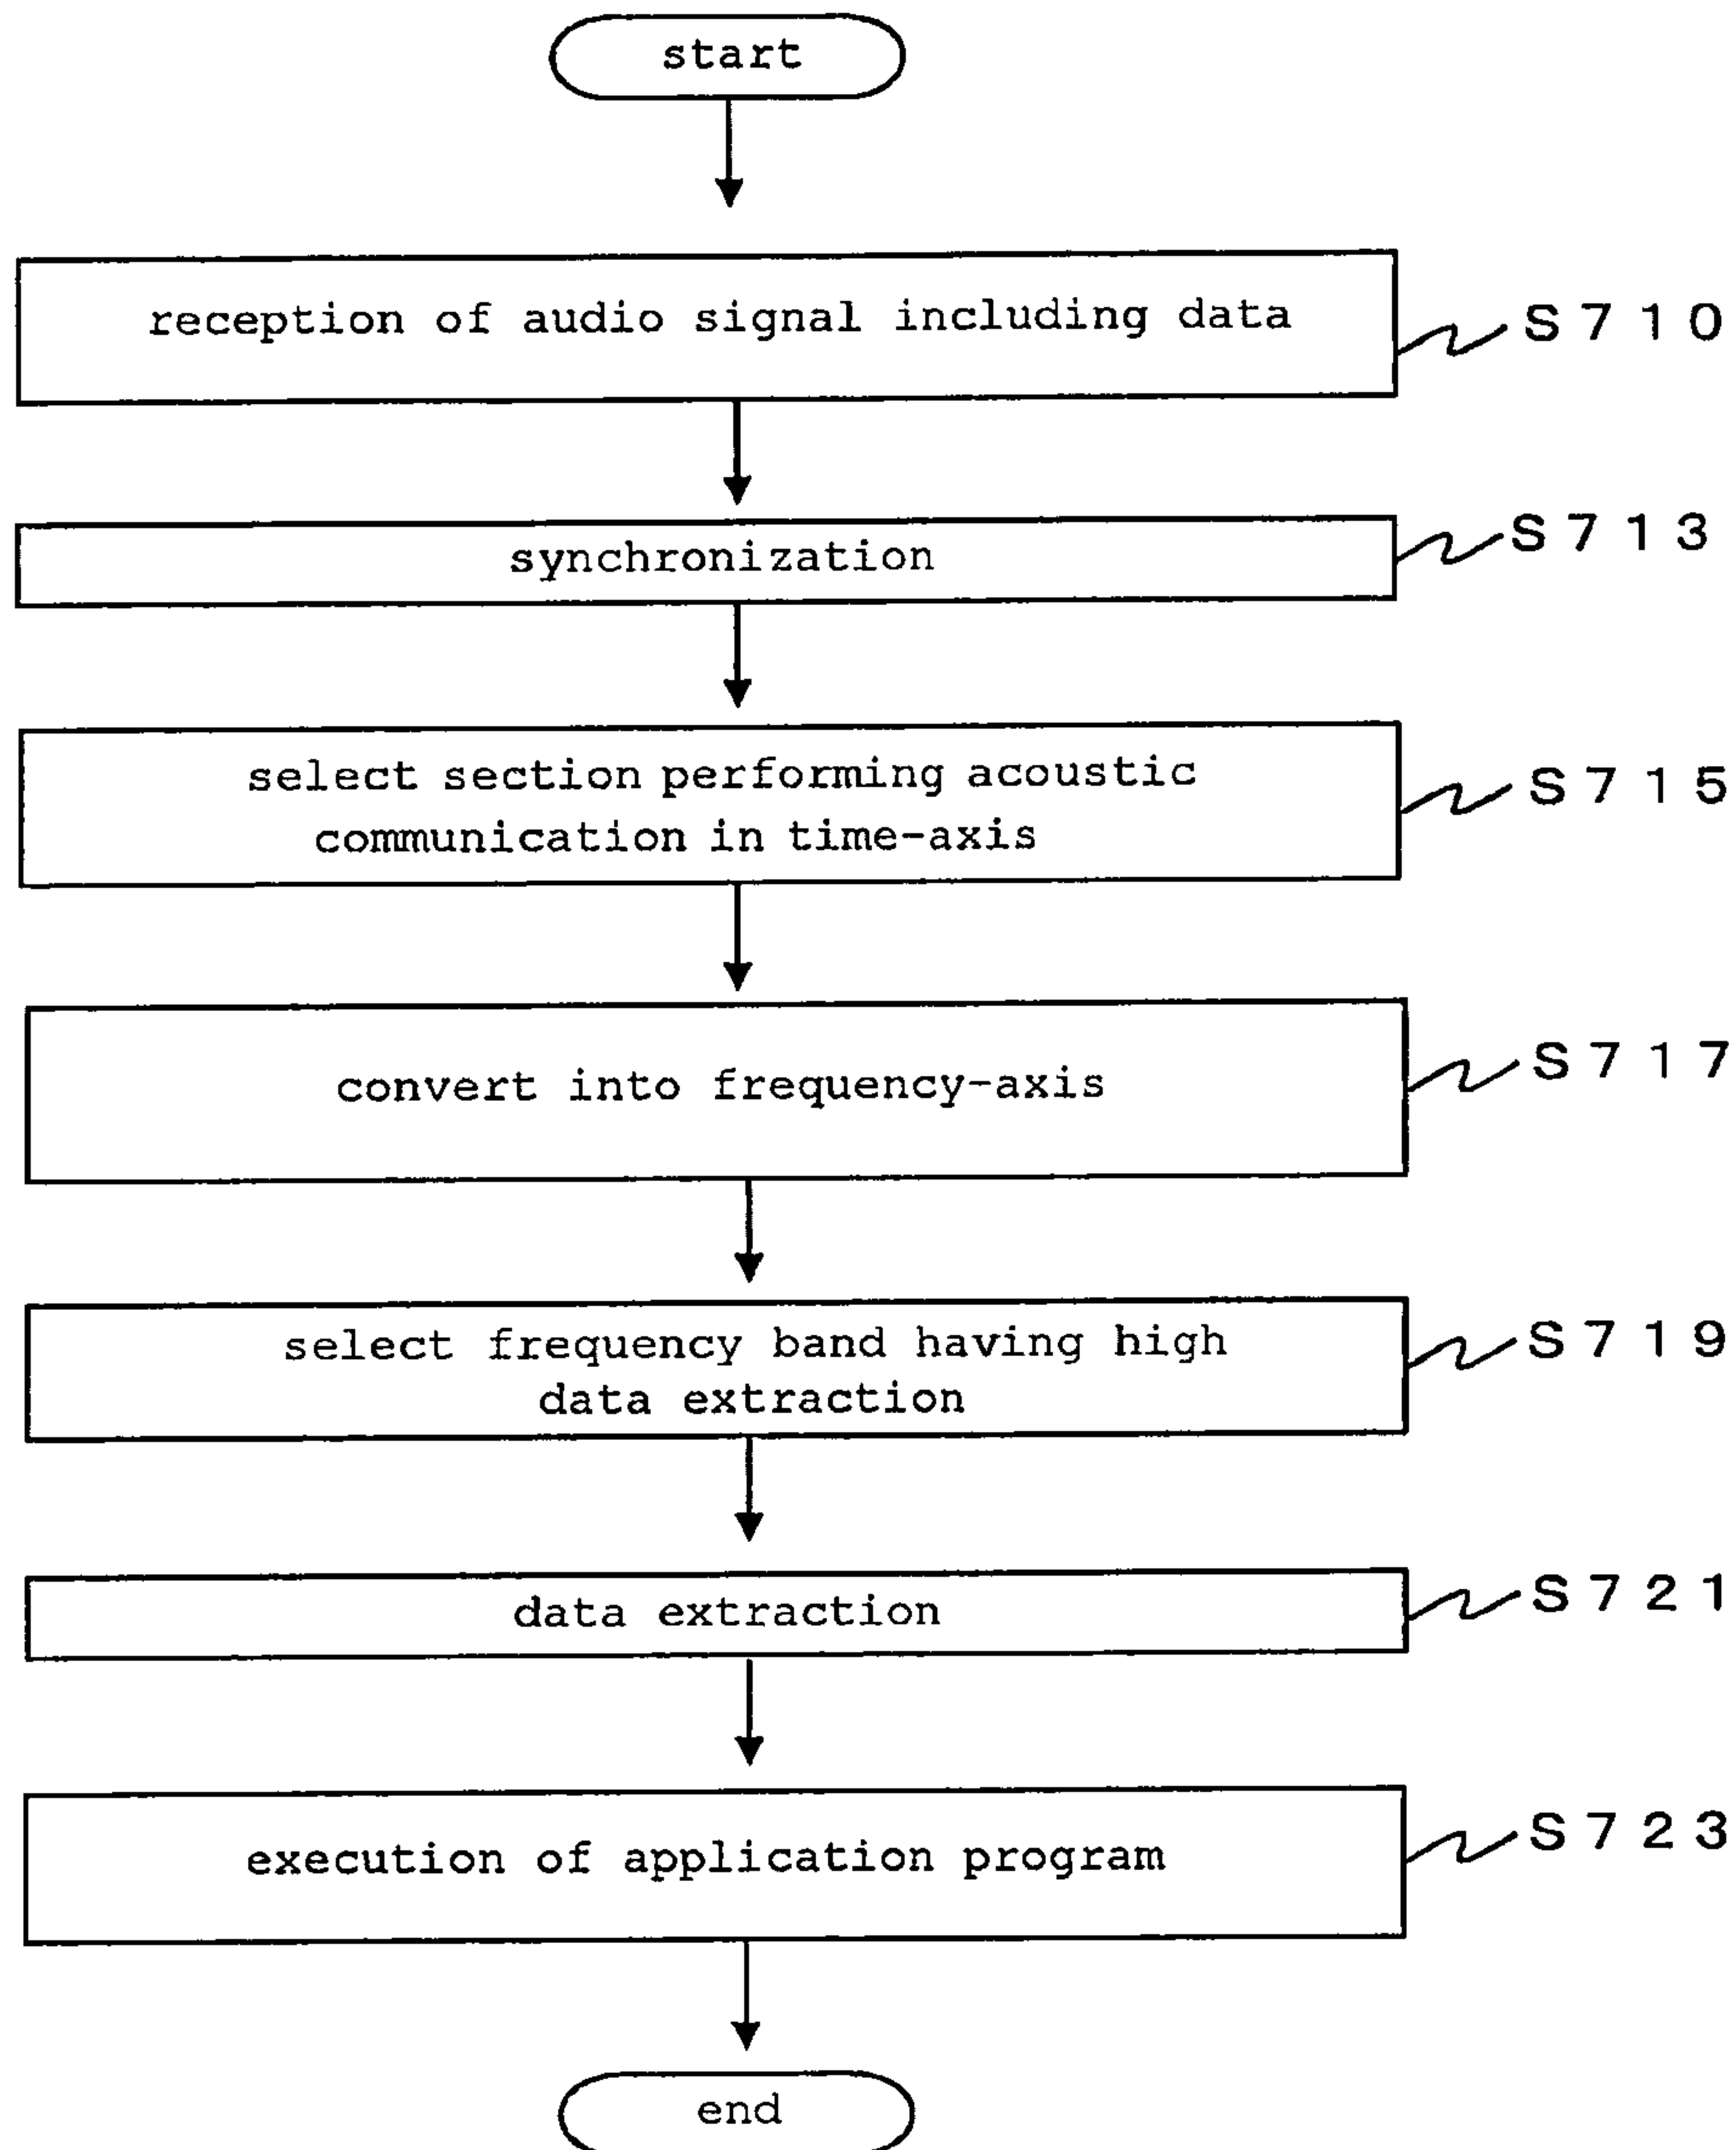 start
reception of audio signal including data
S710
synchronization
S713
select section performing acoustic
communication in time-axis
S715
convert into frequency-axis
S717
select frequency band having high
data extraction
S719
data extraction
S721
execution of application program
S723
end